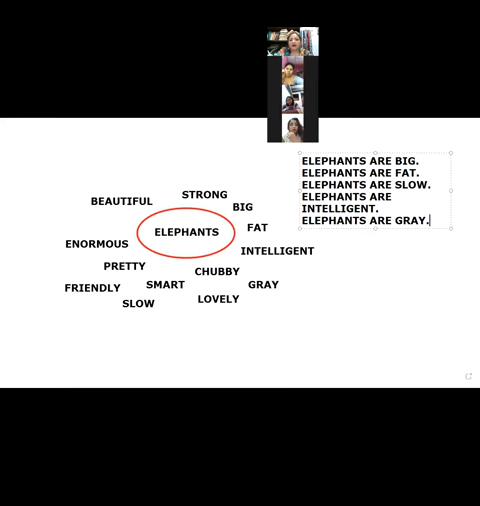 ELEPHANTS ARE BIG.
ELEPHANTS ARE FAT.
ELEPHANTS ARE SLOW.
ELEPHANTS ARE
INTELLIGENT.
ELEPHANTS ARE GRAY.
STRONG
BEAUTIFUL
BIG
ELEPHANTS
FAT
ENORMOUS
INTELLIGENT
PRETTY
CHUBBY
FRIENDLY
SMART
GRAY
SLOW
LOVELY